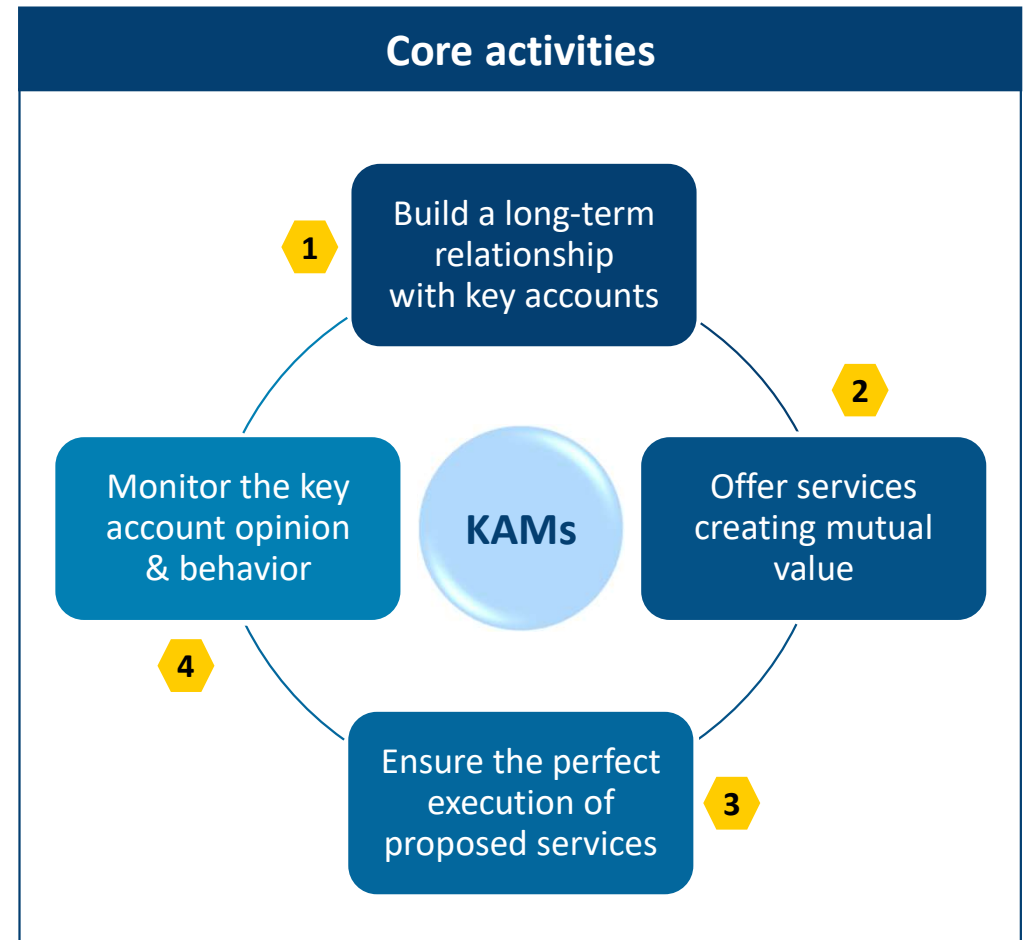 Core activities
1
Build a long-term
relationship
with key accounts
2
Offer services
creating mutual
value
3
Ensure the perfect
execution of
proposed services
4
Monitor the key
account opinion
& behavior
KAMs